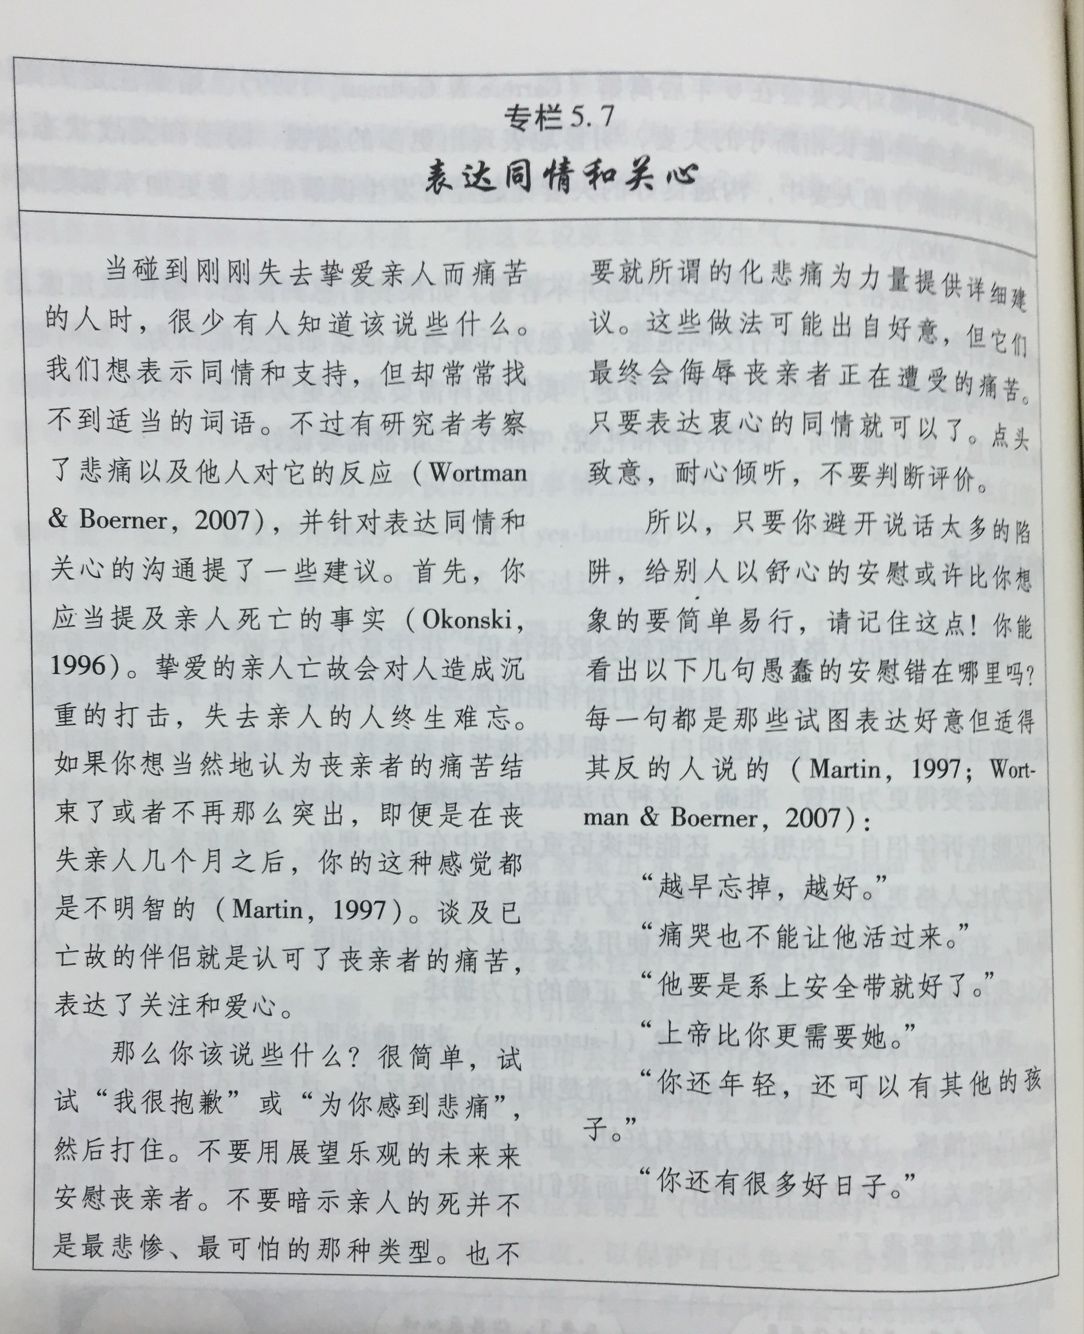 专栏 5. 7
表达同情和关心
当碰到刚刚失去挚爱亲人而痛苦
的人时，很少有人知道该说些什么。
我们想表示同情和支持，但却常常找
不到适当的词语。不过有研究者考察
了悲痛以及他人对它的反应（Wortman
& Boerner，2007），并针对表达同情和
关心的沟通提了一些建议。首先，你
应当提及亲人死亡的事实（Okonski，
1996）。挚爱的亲人亡故会对人造成沉
重的打击，失去亲人的人终生难忘。
如果你想当然地认为丧亲者的痛苦结
束了或者不再那么突出，即便是在丧
失亲人几个月之后，你的这种感觉都
是不明智的（Martin，1997）。谈及已
亡故的伴侣就是认可了丧亲者的痛苦，
表达了关注和爱心。
那么你该说些什么？很简单，试
试“我很抱歉”或“为你感到悲痛”，
然后打住。不要用展望乐观的未来来
安慰丧亲者。不要暗示亲人的死并不
是最悲惨、最可怕的那种类型。也不
要就所谓的化悲痛为力量提供详细建
议。这些做法可能出自好意，但它们
最终会侮辱丧亲者正在遭受的痛苦。
只要表达衷心的同情就可以了。点头
致意，耐心倾听，不要判断评价。
所以，只要你避开说话太多的陷
阱，给别人以舒心的安慰或许比你想
象的要简单易行，请记住这点！你能
看出以下几句愚蠢的安慰错在哪里吗？
每一句都是那些试图表达好意但适得
其反的人说的（Martin，1997；Wort-
man & Boerner，2007）：
“越早忘掉，越好。”
“痛哭也不能让他活过来。”
“他要是系上安全带就好了。”
“上帝比你更需要她。”
“你还年轻，还可以有其他的孩
子。”
“你还有很多好日子。”